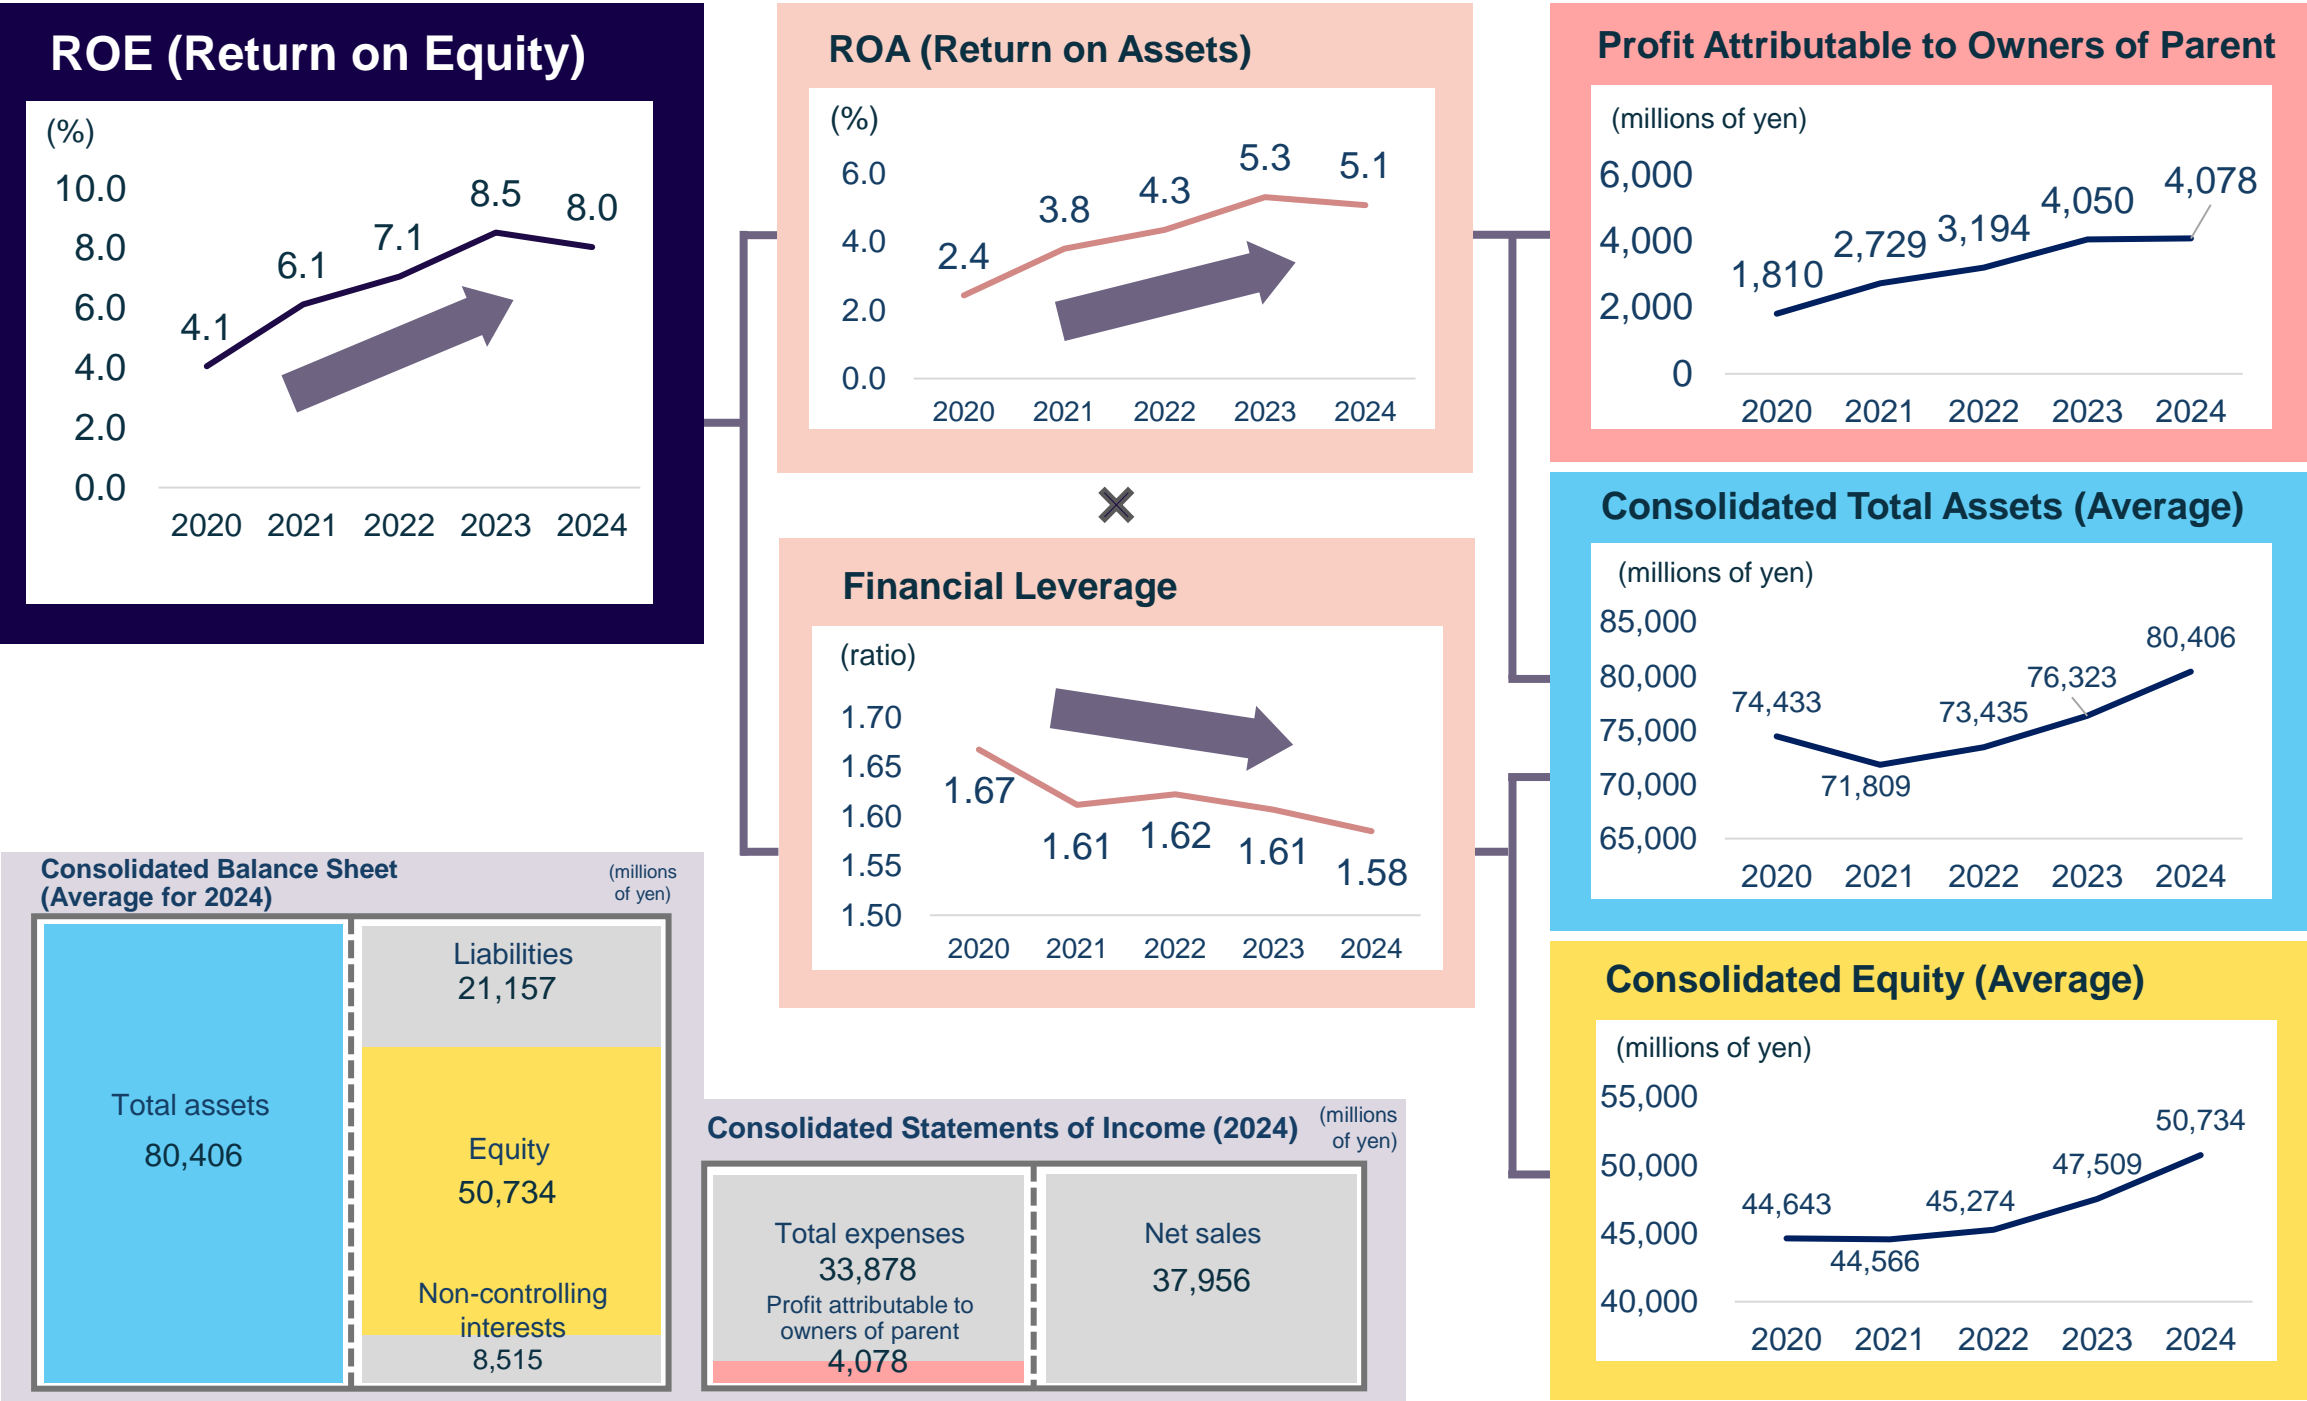 ROE (Return on Equity)
(%)
10.0
8.0
6.0
4.0
2.0
0.0
4.1
6.1
7.1
8.5
8.0
2020 2021 2022 2023 2024
ROA (Return on Assets)
(%)
6.0
4.0
2.0
0.0
2.4
3.8
4.3
5.3
5.1
2020 2021 2022 2023 2024
Financial Leverage
(ratio)
1.70
1.65
1.60
1.55
1.50
1.67
1.61
1.62
1.61
1.58
2020 2021 2022 2023 2024
Profit Attributable to Owners of Parent
(millions of yen)
6,000
4,000
2,000
0
1,810
2,729
3,194
4,050
4,078
2020 2021 2022 2023 2024
Consolidated Total Assets (Average)
(millions of yen)
85,000
80,000
75,000
70,000
65,000
74,433
71,809
73,435
76,323
80,406
2020 2021 2022 2023 2024
Consolidated Equity (Average)
(millions of yen)
55,000
50,000
45,000
40,000
44,643
44,566
45,274
47,509
50,734
2020 2021 2022 2023 2024
Consolidated Balance Sheet
(Average for 2024)
(millions
of yen)
Total assets
80,406
Liabilities
21,157
Equity
50,734
Non-controlling
interests
8,515
Consolidated Statements of Income (2024)
(millions
of yen)
Total expenses
33,878
Profit attributable to
owners of parent
4,078
Net sales
37,956